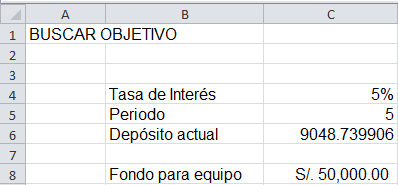 A B C
1 BUSCAR OBJETIVO
2
3
4 Tasa de Interés 5%
5 Periodo 5
6 Depósito actual 9048.739906
7
8 Fondo para equipo S/. 50,000.00